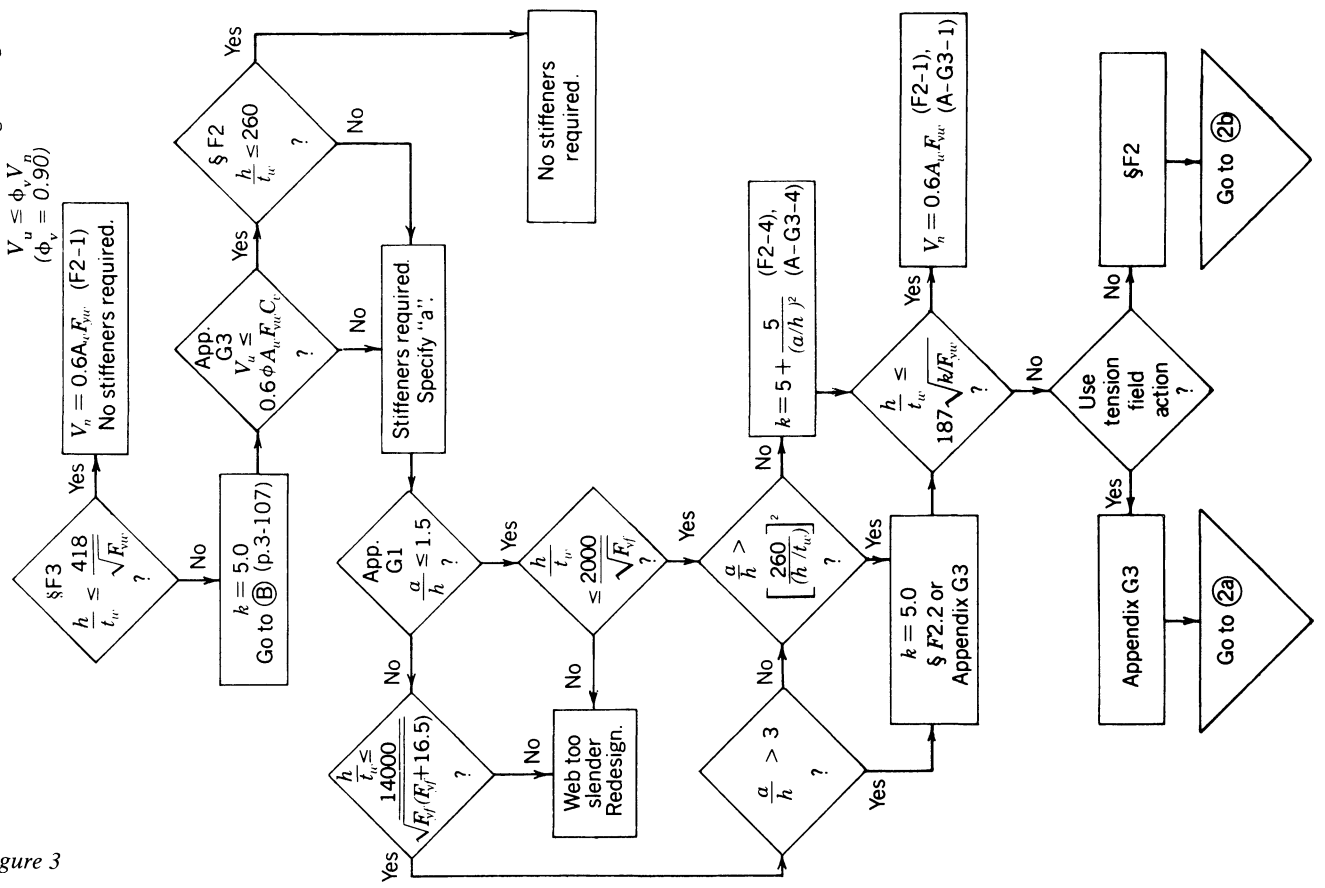 V_u ≤ ϕ_v V_n
(ϕ_v = 0.90)
§F3
h/t_w ≤ 418/√F_yw
?
Yes
V_n = 0.6A_w F_yw (F2-1)
No stiffeners required.
No
k = 5.0
Go to Ⓑ (p.3-107)
App.
G3
V_u ≤
0.6ϕA_w F_yw C_v
?
Yes
No
§ F2
h/t_w ≤ 260
?
Yes
No
No stiffeners
required.
Stiffeners required.
Specify "a".
App.
G1
a/h ≤ 1.5
?
No
Yes
h/t_w ≤
14000/√F_yf (F_yf+16.5)
?
Yes
No
h/t_w
≤ 2000/√F_yf
?
No
Yes
Web too
slender
Redesign.
a/h > 3
?
No
Yes
a/h >
[260/(h/t_w)]²
?
No
Yes
k = 5 + 5/(a/h)²
(F2-4),
(A-G3-4)
k = 5.0
§ F2.2 or
Appendix G3
h/t_w ≤
187√k/F_yw
?
Yes
No
V_n = 0.6A_w F_yw
(F2-1),
(A-G3-1)
Use
tension
field
action
?
Yes
No
Appendix G3
§F2
Go to (2a)
Go to (2b)
gure 3